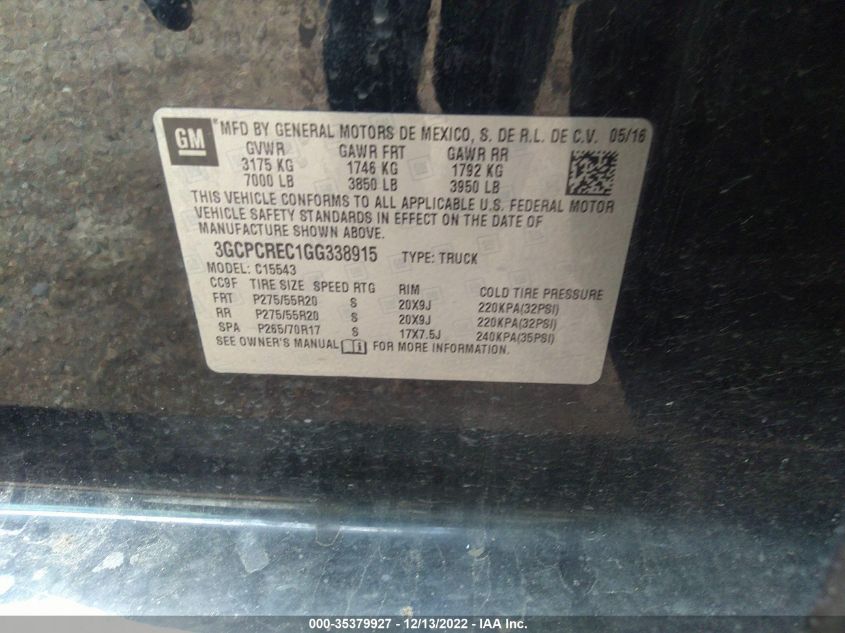 GM
MFD BY GENERAL MOTORS DE MEXICO, S. DE R.L. DE C.V. 05/16
GVWR GAWR FRT GAWR RR
3175 KG 1746 KG 1792 KG
7000 LB 3850 LB 3950 LB
THIS VEHICLE CONFORMS TO ALL APPLICABLE U.S. FEDERAL MOTOR
VEHICLE SAFETY STANDARDS IN EFFECT ON THE DATE OF
MANUFACTURE SHOWN ABOVE.
3GCPCREC1GG338915 TYPE: TRUCK
MODEL: C15543
CC9F TIRE SIZE SPEED RTG RIM COLD TIRE PRESSURE
FRT P275/55R20 S 20X9J 220KPA(32PSI)
RR P275/55R20 S 20X9J 220KPA(32PSI)
SPA P265/70R17 S 17X7.5J 240KPA(35PSI)
SEE OWNER'S MANUAL FOR MORE INFORMATION.
000-35379927 - 12/13/2022 - IAA Inc.